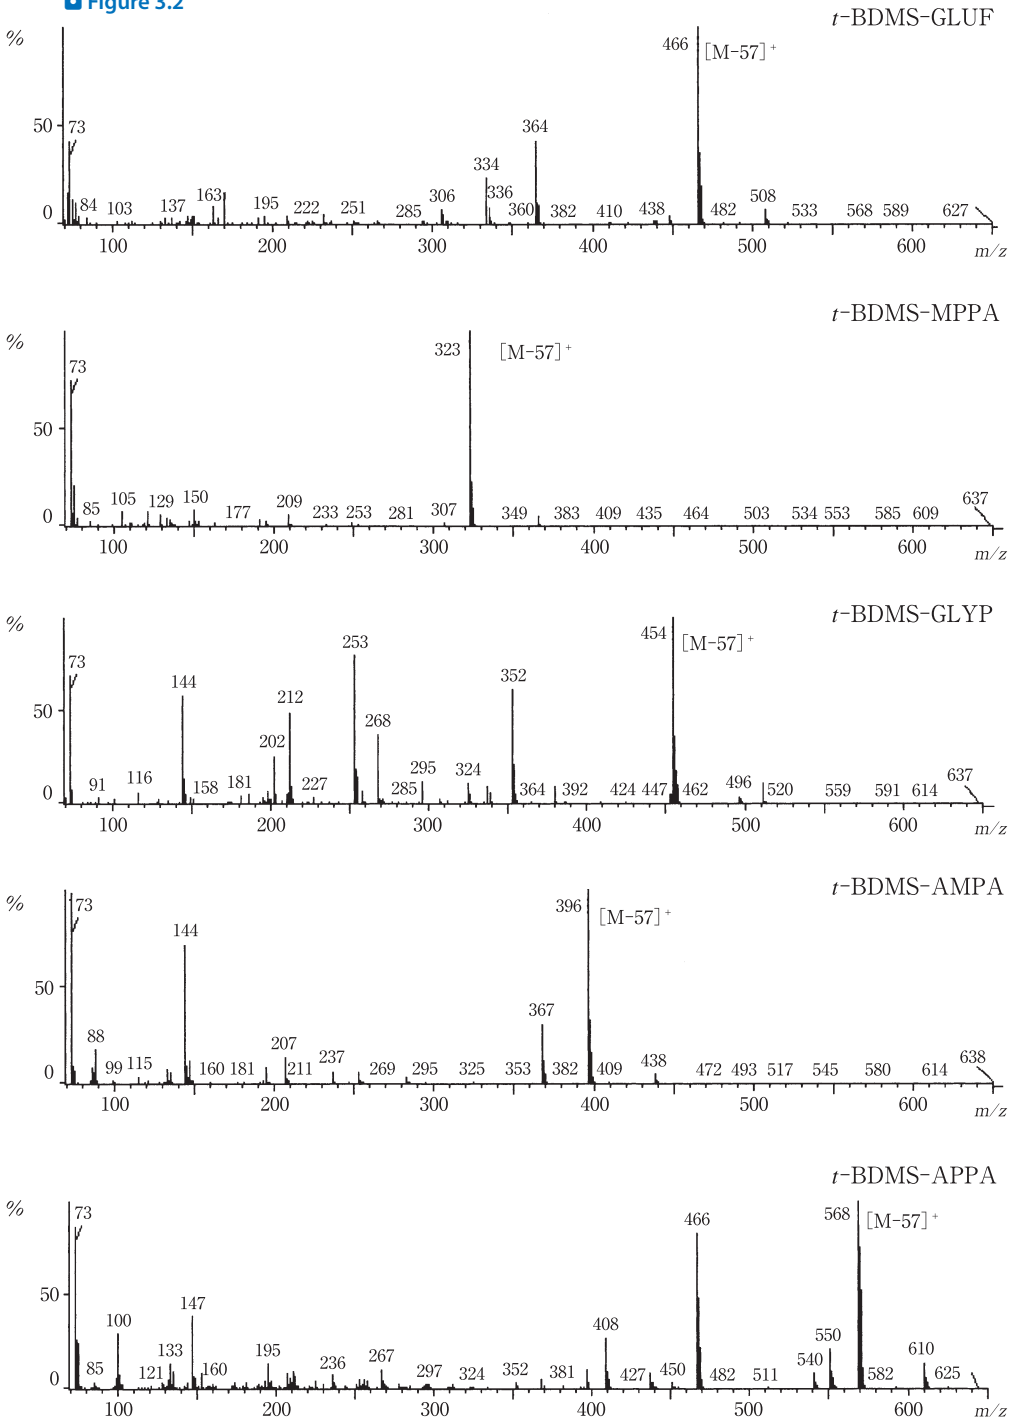 Figure 3.2
t-BDMS-GLUF
%
466 [M-57]+
50
73
364
334
336
84 103 137 163 195 222 251 285 306 360 382 410 438 482 508 533 568 589 627
0
100 200 300 400 500 600
m/z
t-BDMS-MPPA
%
323 [M-57]+
73
50
85 105 129 150 177 209 233 253 281 307 349 383 409 435 464 503 534 553 585 609 637
0
100 200 300 400 500 600
m/z
t-BDMS-GLYP
%
454 [M-57]+
253
73
144
352
50
212
268
202
91 116 158 181 227 285 295 324 364 392 424 447 462 496 520 559 591 614 637
0
100 200 300 400 500 600
m/z
t-BDMS-AMPA
%
73
396 [M-57]+
144
50
367
88
207
99 115 160 181 211 237 269 295 325 353 382 409 438 472 493 517 545 580 614 638
0
100 200 300 400 500 600
m/z
t-BDMS-APPA
%
73
568 [M-57]+
466
50
147
100
408
133
550
85 121 160 195 236 267 297 324 352 381 427 450 482 511 540 582 610 625
0
100 200 300 400 500 600
m/z